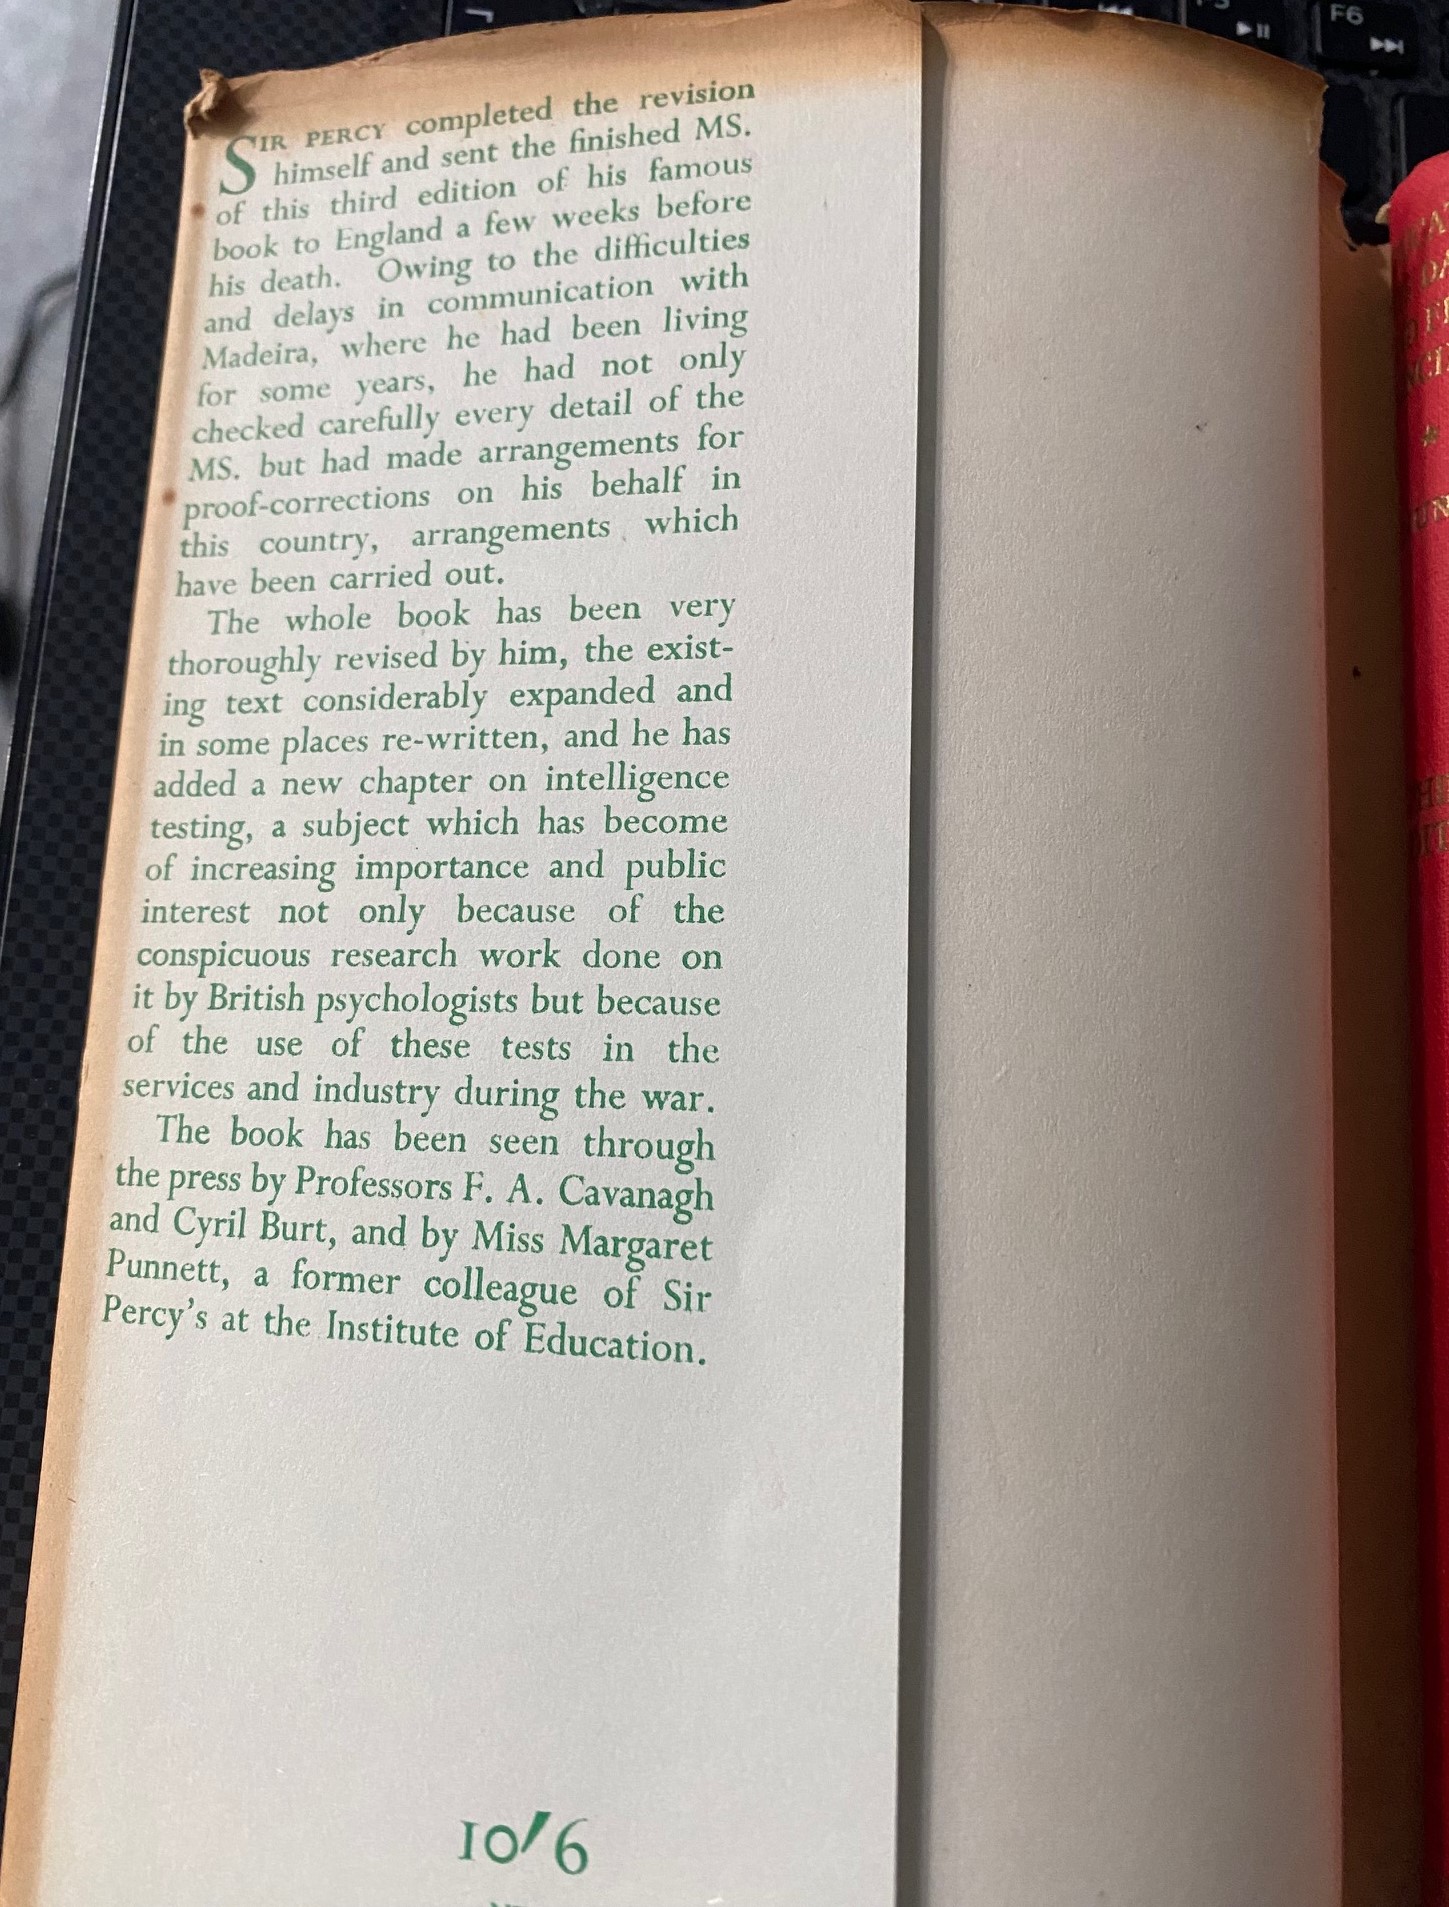 SIR PERCY completed the revision
himself and sent the finished MS.
of this third edition of his famous
book to England a few weeks before
his death. Owing to the difficulties
and delays in communication with
Madeira, where he had been living
for some years, he had not only
checked carefully every detail of the
MS. but had made arrangements for
proof-corrections on his behalf in
this country, arrangements which
have been carried out.
The whole book has been very
thoroughly revised by him, the exist-
ing text considerably expanded and
in some places re-written, and he has
added a new chapter on intelligence
testing, a subject which has become
of increasing importance and public
interest not only because of the
conspicuous research work done on
it by British psychologists but because
of the use of these tests in the
services and industry during the war.
The book has been seen through
the press by Professors F. A. Cavanagh
and Cyril Burt, and by Miss Margaret
Punnett, a former colleague of Sir
Percy's at the Institute of Education.
10/6
F6